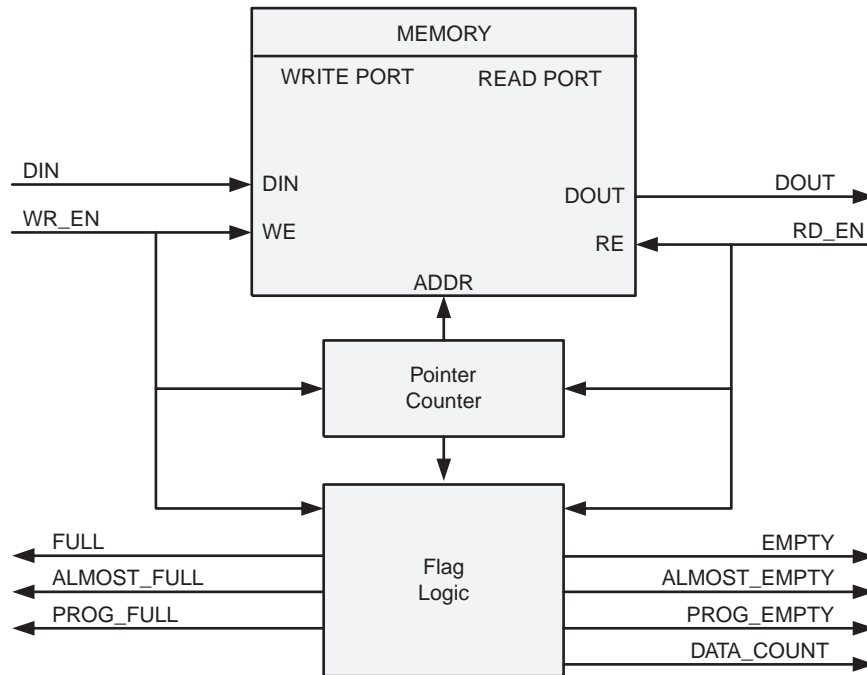 MEMORY
WRITE PORT READ PORT
DIN DIN DOUT DOUT
WR_EN WE RE RD_EN
ADDR
Pointer
Counter
FULL EMPTY
ALMOST_FULL Flag ALMOST_EMPTY
Logic
PROG_FULL PROG_EMPTY
DATA_COUNT